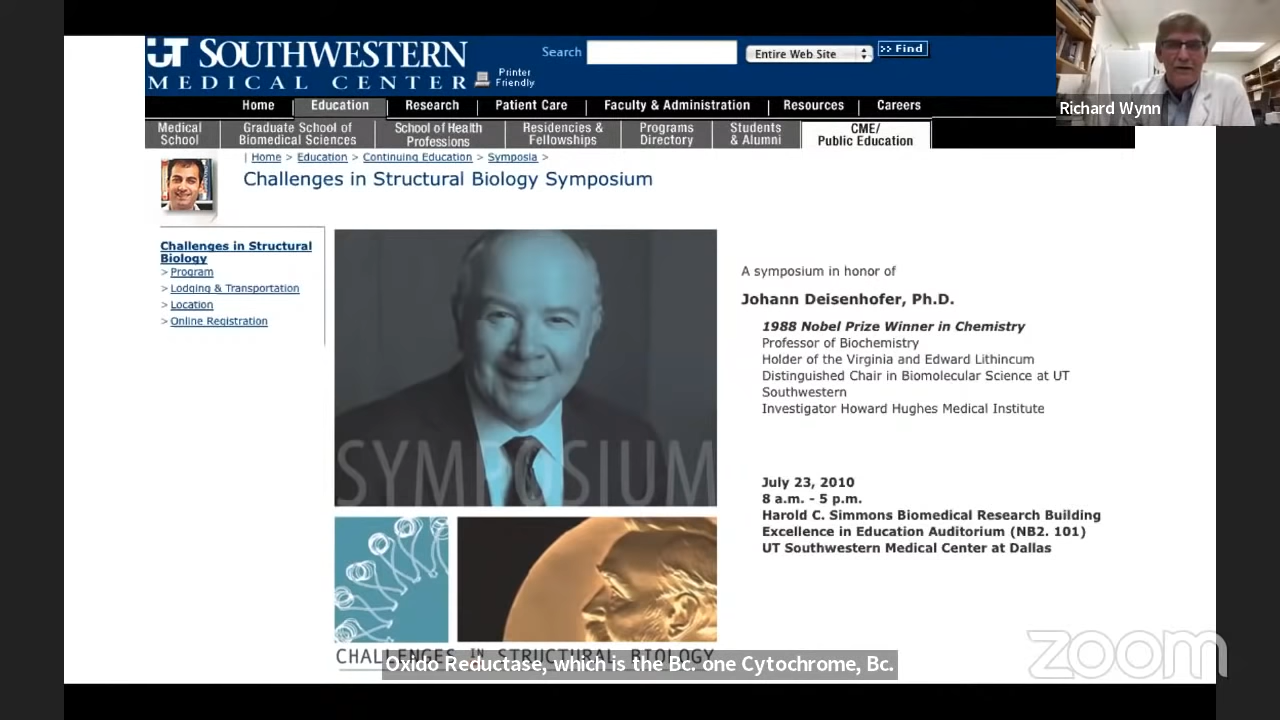 UT SOUTHWESTERN
MEDICAL CENTER
Printer
Friendly
Search
Entire Web Site
>> Find
Richard Wynn
Home
Education
Research
Patient Care
Faculty & Administration
Resources
Careers
Medical
School
Graduate School of
Biomedical Sciences
School of Health
Professions
Residencies &
Fellowships
Programs
Directory
Students
& Alumni
CME/
Public Education
| Home > Education > Continuing Education > Symposia >
Challenges in Structural Biology Symposium
Challenges in Structural
Biology
> Program
> Lodging & Transportation
> Location
> Online Registration
SYMPOSIUM
A symposium in honor of
Johann Deisenhofer, Ph.D.
1988 Nobel Prize Winner in Chemistry
Professor of Biochemistry
Holder of the Virginia and Edward Lithincum
Distinguished Chair in Biomolecular Science at UT
Southwestern
Investigator Howard Hughes Medical Institute
July 23, 2010
8 a.m. - 5 p.m.
Harold C. Simmons Biomedical Research Building
Excellence in Education Auditorium (NB2. 101)
UT Southwestern Medical Center at Dallas
CHALLENGES IN STRUCTURAL BIOLOGY
Oxido Reductase, which is the Bc. one Cytochrome, Bc.
zoom